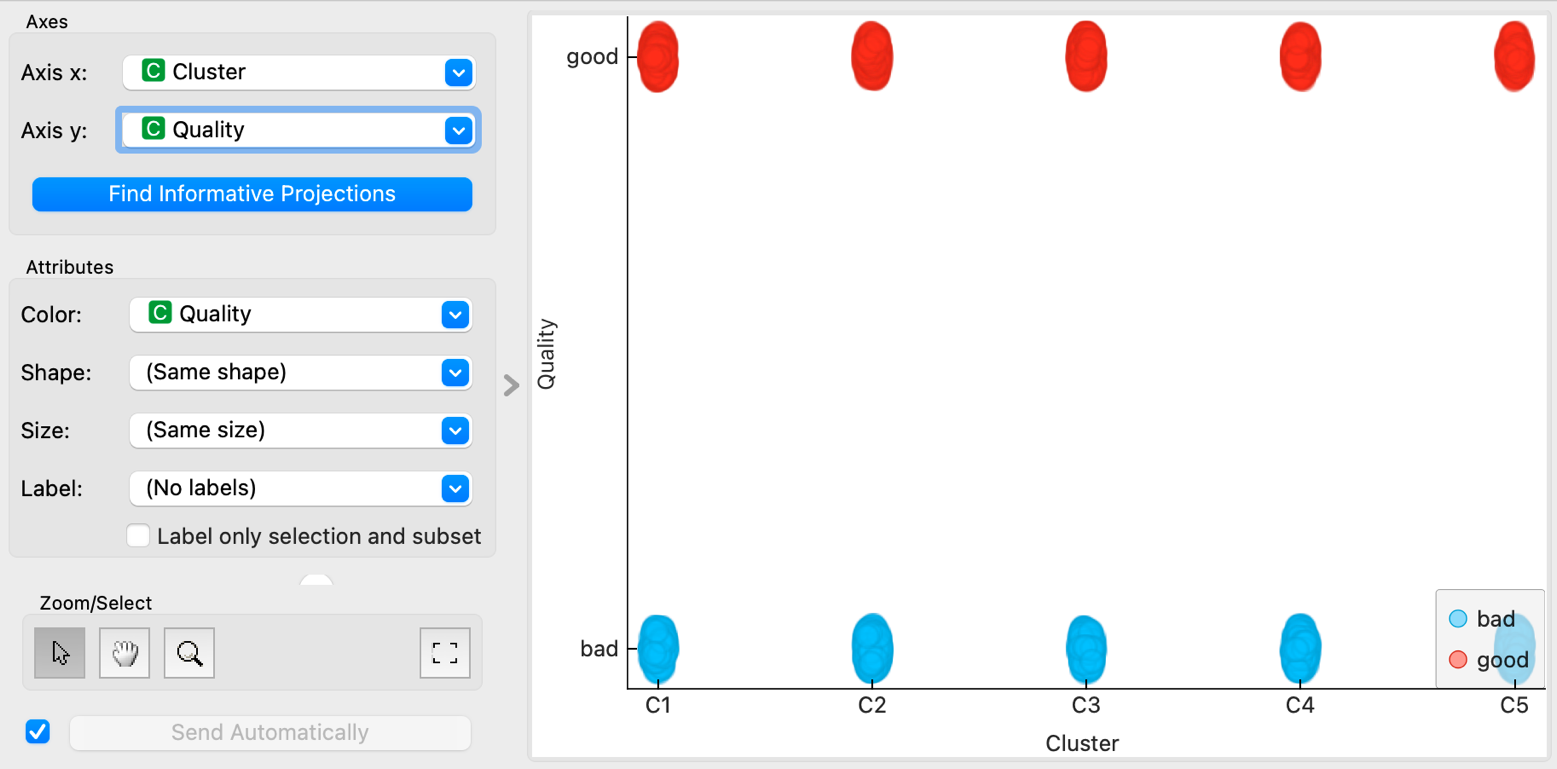 Axes
Axis x: C Cluster
Axis y: C Quality
Find Informative Projections
Attributes
Color: C Quality
Shape: (Same shape)
Size: (Same size)
Label: (No labels)
Label only selection and subset
Zoom/Select
Send Automatically
good
Quality
bad
bad
good
C1 C2 C3 C4 C5
Cluster